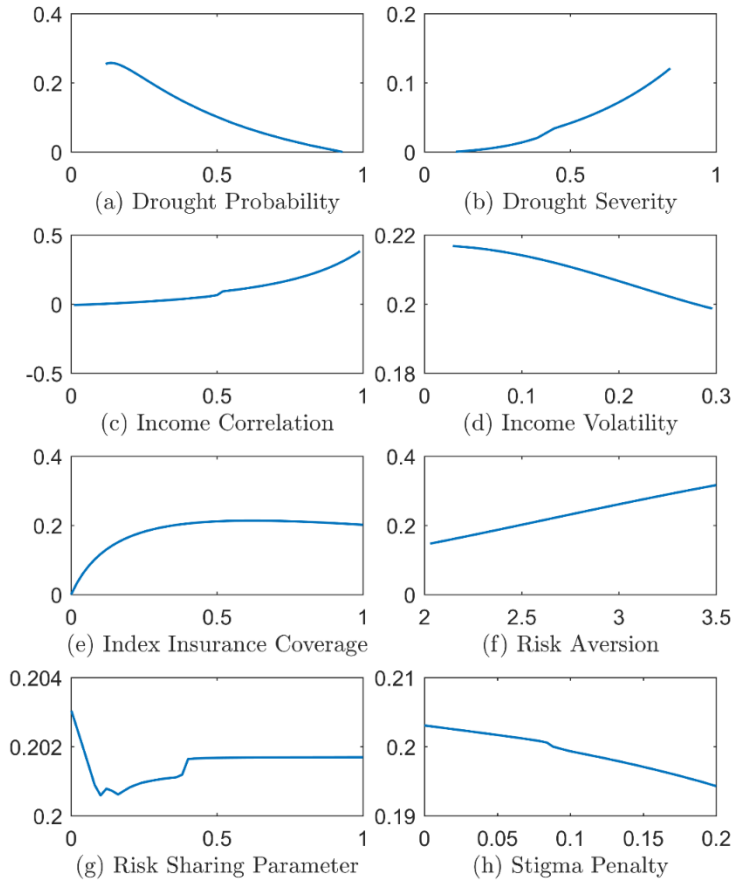 0.4
0.2
0
0 0.5 1
(a) Drought Probability
0.2
0.1
0
0 0.5 1
(b) Drought Severity
0.5
0
-0.5
0 0.5 1
(c) Income Correlation
0.22
0.2
0.18
0 0.1 0.2 0.3
(d) Income Volatility
0.4
0.2
0
0 0.5 1
(e) Index Insurance Coverage
0.4
0.2
0
2 2.5 3 3.5
(f) Risk Aversion
0.204
0.202
0.2
0 0.5 1
(g) Risk Sharing Parameter
0.21
0.2
0.19
0 0.05 0.1 0.15 0.2
(h) Stigma Penalty